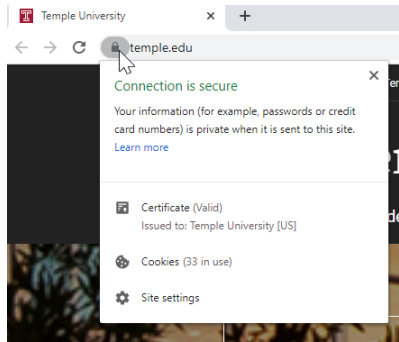 Temple University
temple.edu
Connection is secure
Your information (for example, passwords or credit
card numbers) is private when it is sent to this site.
Learn more
Certificate (Valid)
Issued to: Temple University [US]
Cookies (33 in use)
Site settings